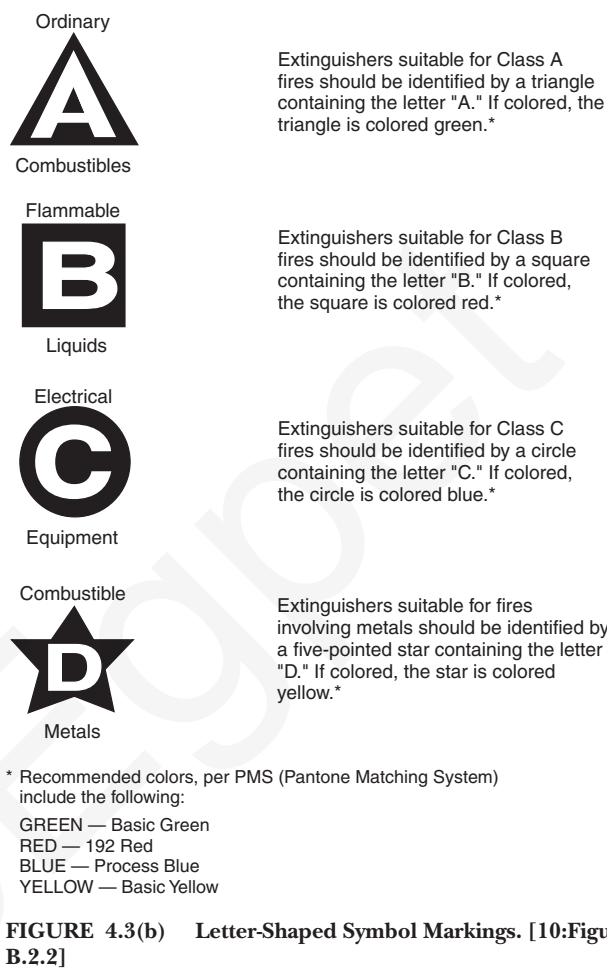 Ordinary
A
Combustibles
Extinguishers suitable for Class A
fires should be identified by a triangle
containing the letter "A." If colored, the
triangle is colored green.*
Flammable
B
Liquids
Extinguishers suitable for Class B
fires should be identified by a square
containing the letter "B." If colored,
the square is colored red.*
Electrical
C
Equipment
Extinguishers suitable for Class C
fires should be identified by a circle
containing the letter "C." If colored,
the circle is colored blue.*
Combustible
D
Metals
Extinguishers suitable for fires
involving metals should be identified by
a five-pointed star containing the letter
"D." If colored, the star is colored
yellow.*
* Recommended colors, per PMS (Pantone Matching System)
include the following:
GREEN — Basic Green
RED — 192 Red
BLUE — Process Blue
YELLOW — Basic Yellow
FIGURE 4.3(b) Letter-Shaped Symbol Markings. [10:Figu
B.2.2]